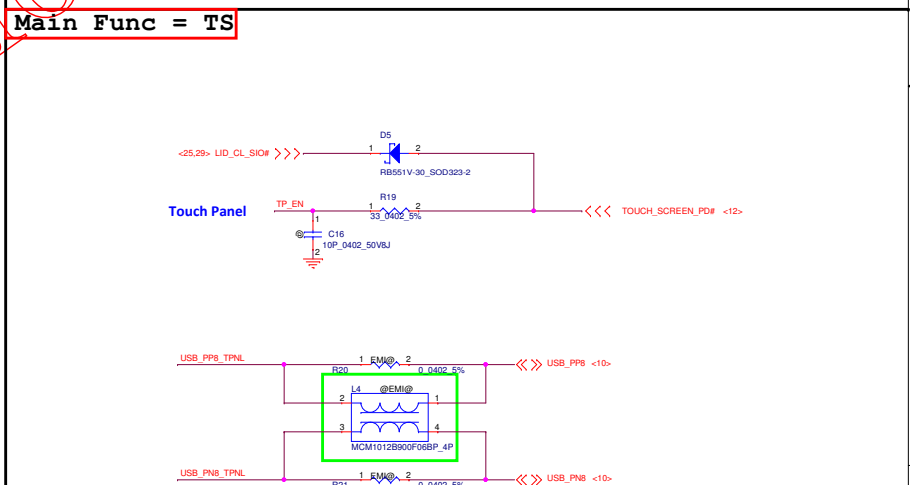 Main Func = TS
D5
<25,29> LID_CL_SIO#
1
2
RB551V-30_SOD323-2
R19
Touch Panel
TP_EN
1
2
33_0402_5%
TOUCH_SCREEN_PD# <12>
1
@
C16
10P_0402_50V8J
2
USB_PP8_TPNL
1
EMI@
2
USB_PP8 <10>
R20
0_0402_5%
L4
@EMI@
2
1
3
4
MCM1012B900F06BP_4P
USB_PN8_TPNL
1
EMI@
2
USB_PN8 <10>
R21
0_0402_5%